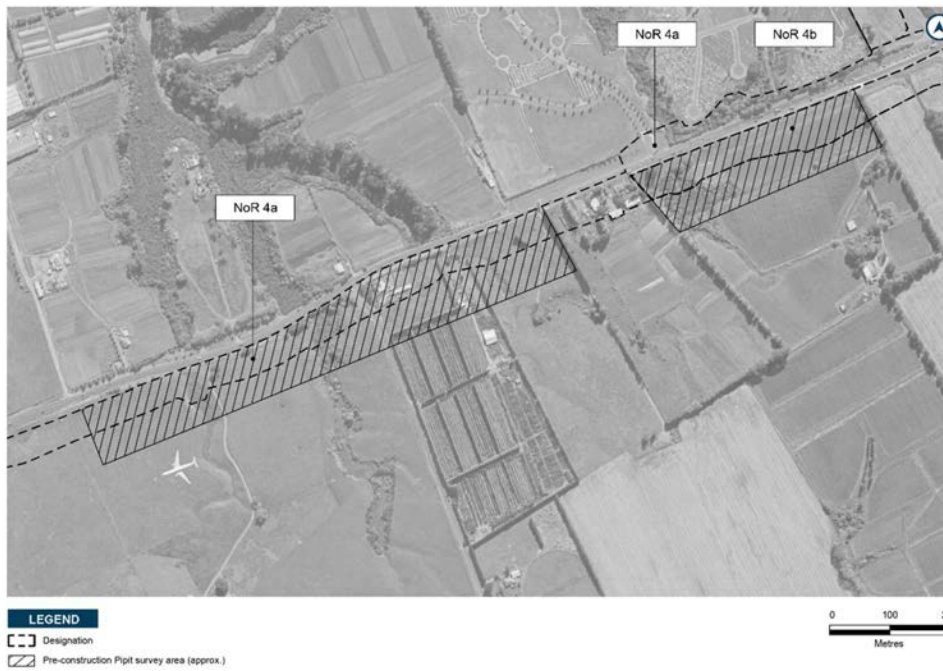 NoR 4a
NoR 4b
NoR 4a
LEGEND
Designation
Pre-construction Pipit survey area (approx.)
0 100
Metres